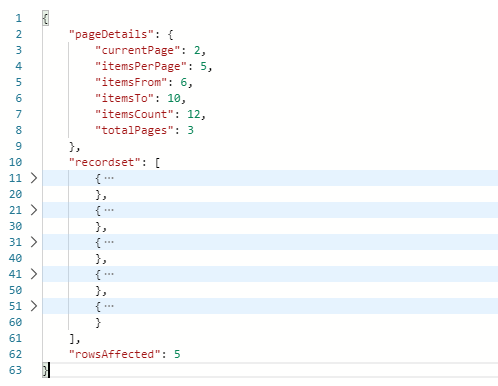 1 {
2 "pageDetails": {
3 "currentPage": 2,
4 "itemsPerPage": 5,
5 "itemsFrom": 6,
6 "itemsTo": 10,
7 "itemsCount": 12,
8 "totalPages": 3
9 },
10 "recordset": [
11 { ···
20 },
21 { ···
30 },
31 { ···
40 },
41 { ···
50 },
51 { ···
60 }
61 ],
62 "rowsAffected": 5
63 }